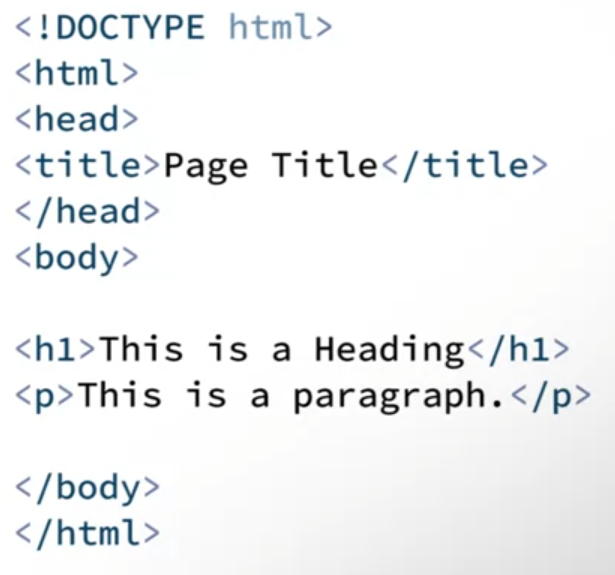 <!DOCTYPE html>
<html>
<head>
<title>Page Title</title>
</head>
<body>
<h1>This is a Heading</h1>
<p>This is a paragraph.</p>
</body>
</html>